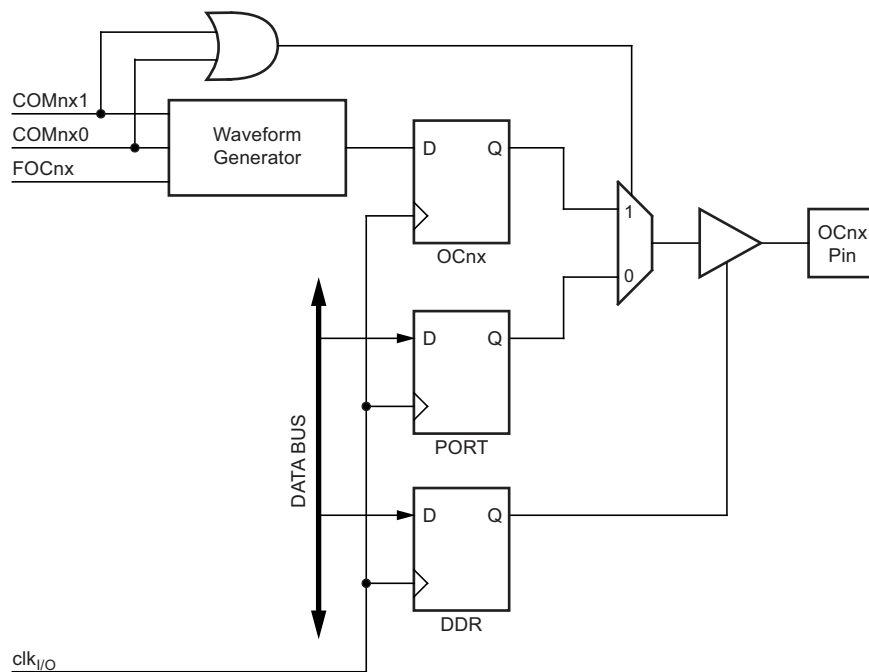 COMnx1
COMnx0
FOCnx
Waveform
Generator
D Q
OCnx
1
0
OCnx
Pin
D Q
PORT
DATA BUS
D Q
DDR
clkI/O